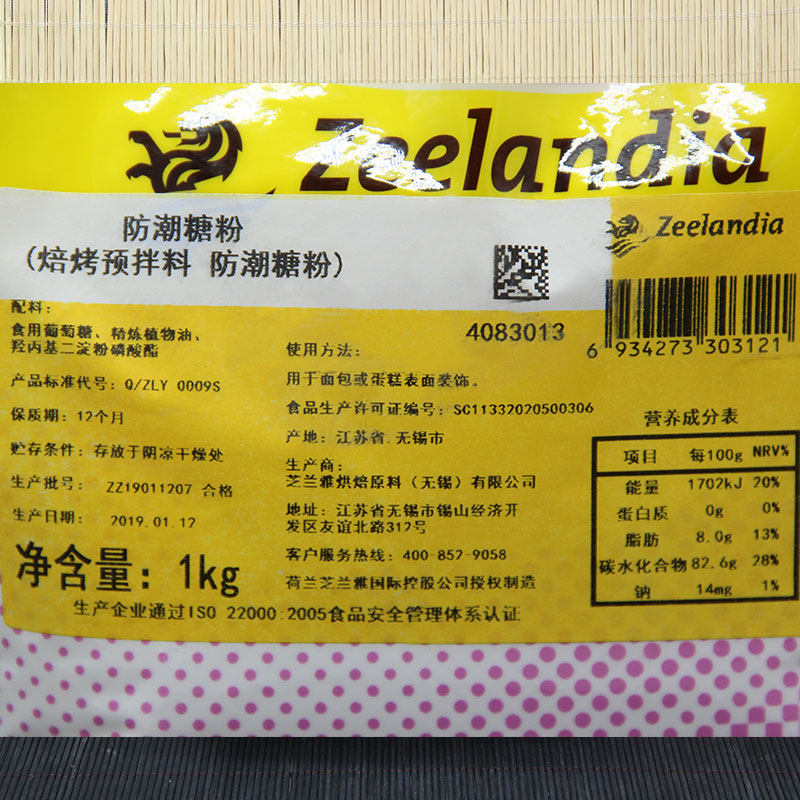 Zeelandia
防潮糖粉
(焙烤预拌料 防潮糖粉)
Zeelandia
4083013
6 934273 303121
配料:
食用葡萄糖、精炼植物油、
羟丙基二淀粉磷酸酯
产品标准代号: Q/ZLY 0009S
保质期: 12个月
贮存条件: 存放于阴凉干燥处
生产批号: ZZ19011207 合格
生产日期: 2019.01.12
净含量: 1kg
使用方法:
用于面包或蛋糕表面装饰。
食品生产许可证编号: SC11332020500306
产地: 江苏省.无锡市
生产商:
芝兰雅烘焙原料(无锡)有限公司
地址: 江苏省无锡市锡山经济开
发区友谊北路312号
客户服务热线: 400-852-9058
荷兰芝兰雅国际控股公司授权制造
生产企业通过ISO 22000:2005食品安全管理体系认证
营养成分表
项目 每100g NRV%
能量 1702kJ 20%
蛋白质 0g 0%
脂肪 8.0g 13%
碳水化合物 82.6g 28%
钠 14mg 1%